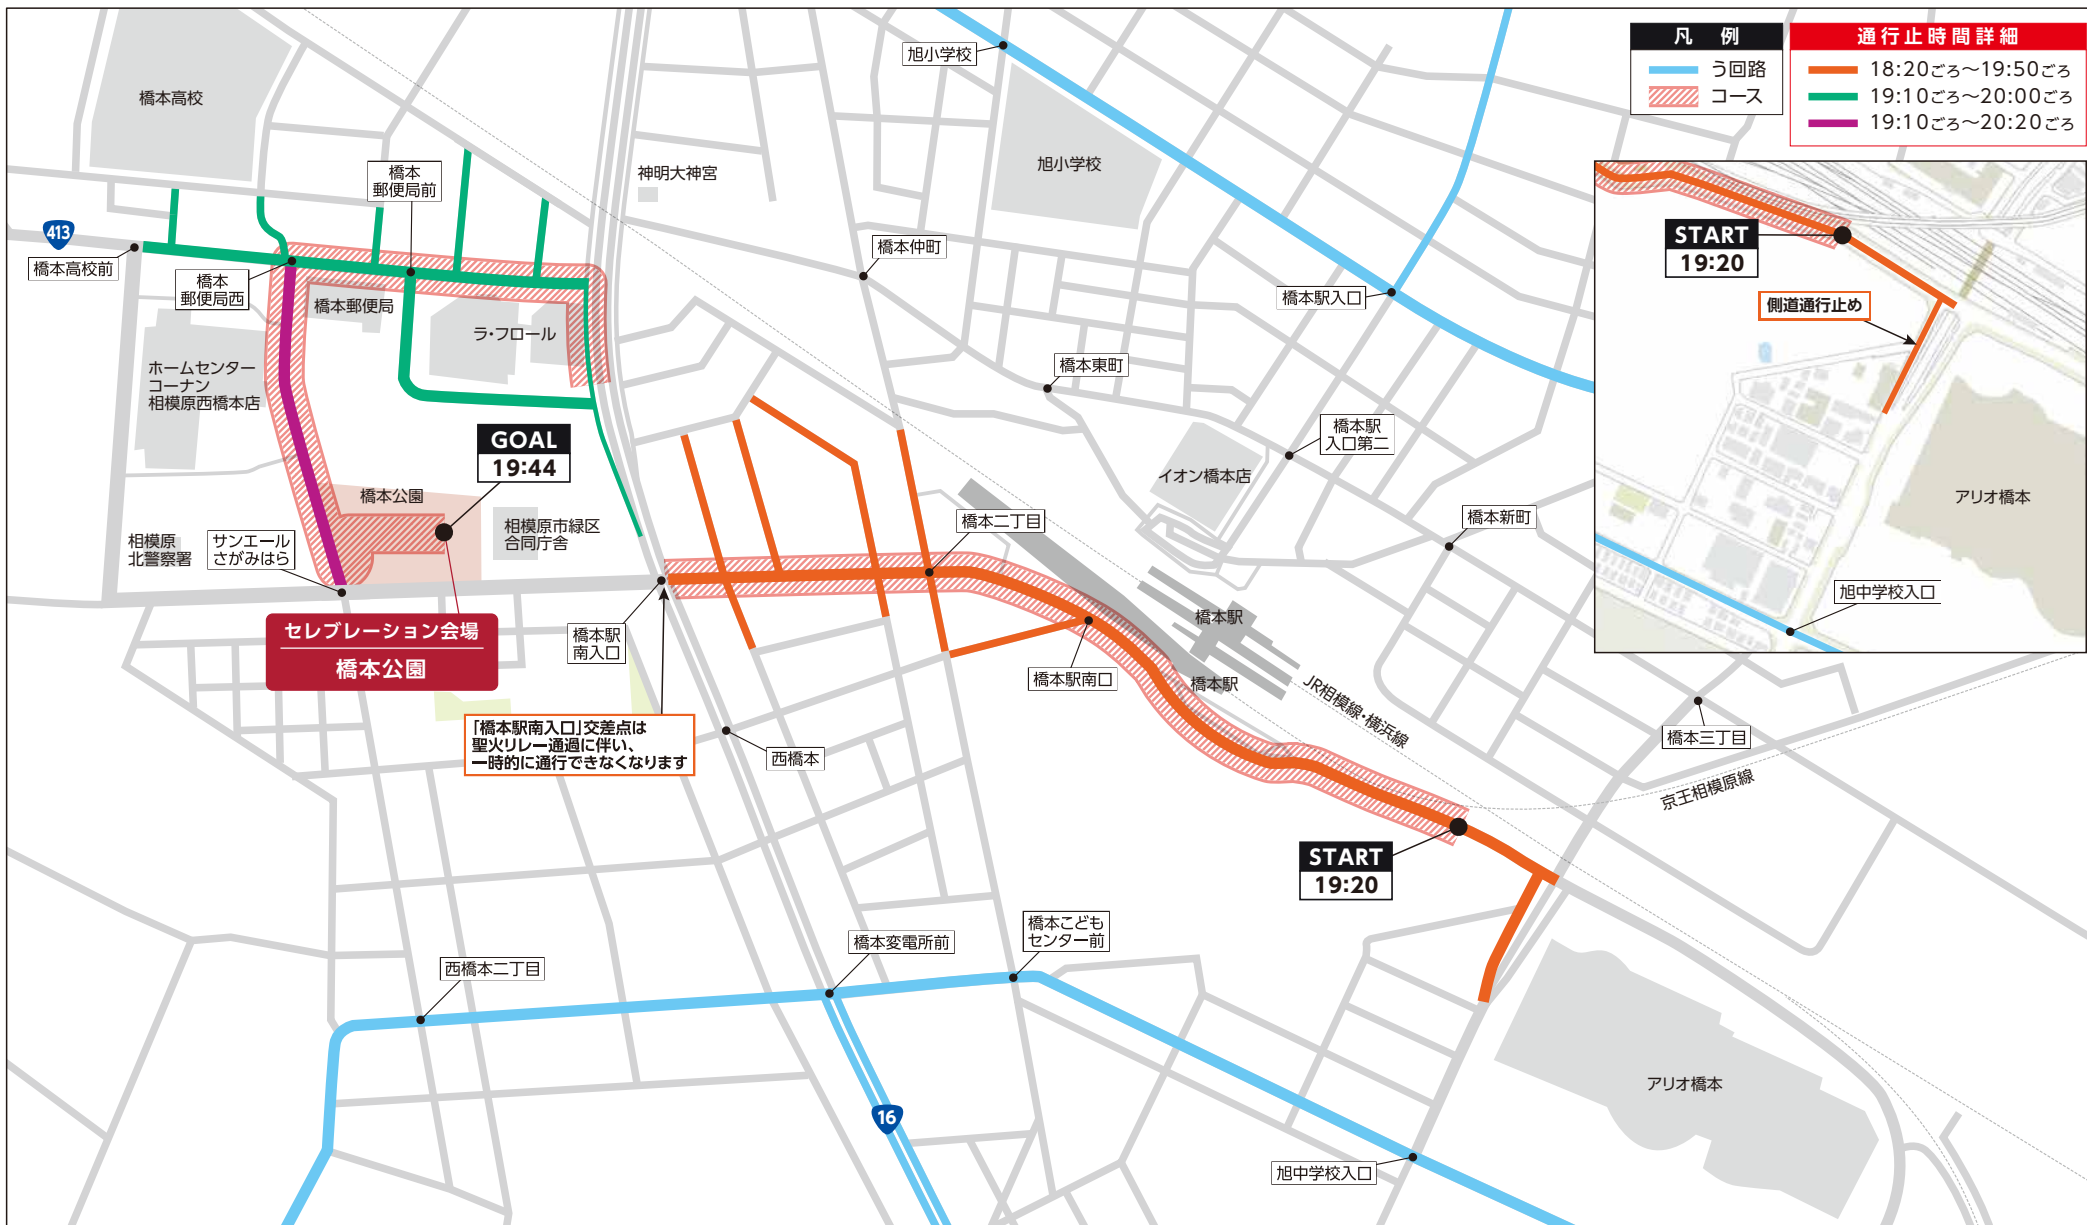 凡 例
う回路
コース
通行止時間詳細
18:20ごろ〜19:50ごろ
19:10ごろ〜20:00ごろ
19:10ごろ〜20:20ごろ
旭小学校
橋本高校
橋本
郵便局前
神明大神宮
旭小学校
413
橋本高校前
橋本
郵便局西
橋本郵便局
ラ・フロール
橋本仲町
橋本駅入口
START
19:20
側道通行止め
アリオ橋本
旭中学校入口
ホームセンター
コーナン
相模原西橋本店
橋本東町
橋本駅
入口第二
イオン橋本店
GOAL
19:44
橋本公園
相模原市緑区
合同庁舎
相模原
北警察署
サンエール
さがみはら
橋本二丁目
橋本新町
セレブレーション会場
橋本公園
橋本駅
南入口
橋本駅
橋本駅南口
橋本駅
JR相模線・横浜線
「橋本駅南入口」交差点は
聖火リレー通過に伴い、
一時的に通行できなくなります
西橋本
橋本三丁目
京王相模原線
START
19:20
橋本こども
センター前
橋本変電所前
西橋本二丁目
アリオ橋本
16
旭中学校入口